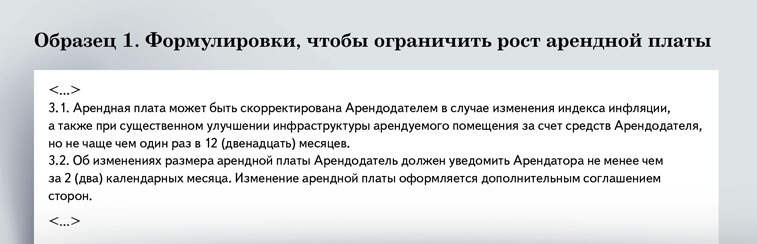 Образец 1. Формулировки, чтобы ограничить рост арендной платы
<...>
3.1. Арендная плата может быть скорректирована Арендодателем в случае изменения индекса инфляции,
а также при существенном улучшении инфраструктуры арендуемого помещения за счет средств Арендодателя,
но не чаще чем один раз в 12 (двенадцать) месяцев.
3.2. Об изменениях размера арендной платы Арендодатель должен уведомить Арендатора не менее чем
за 2 (два) календарных месяца. Изменение арендной платы оформляется дополнительным соглашением
сторон.
<...>